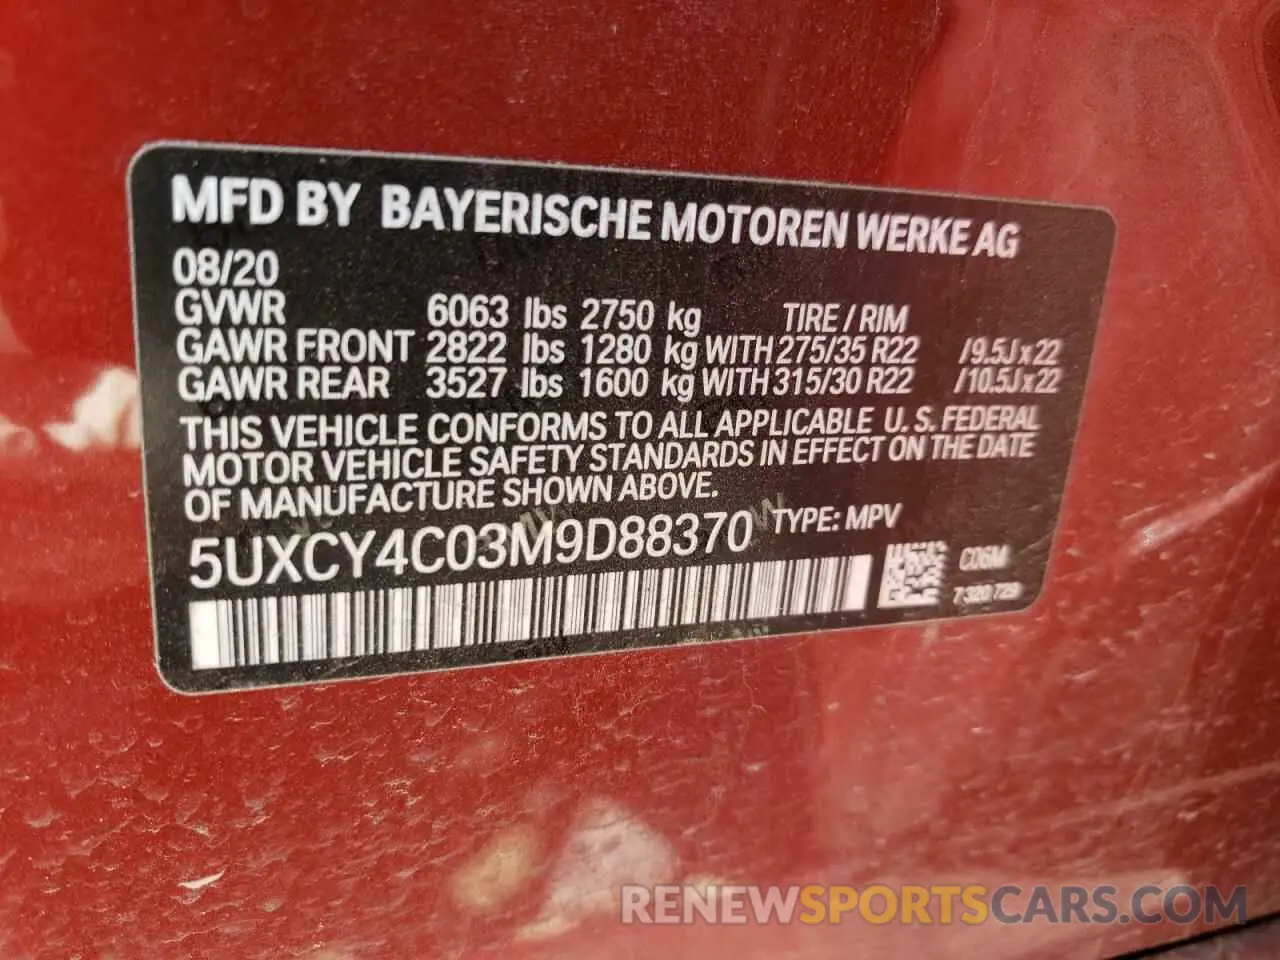 MFD BY BAYERISCHE MOTOREN WERKE AG
08/20
GVWR 6063 lbs 2750 kg TIRE / RIM
GAWR FRONT 2822 lbs 1280 kg WITH 275/35 R22 /9.5J x 22
GAWR REAR 3527 lbs 1600 kg WITH 315/30 R22 /10.5J x 22
THIS VEHICLE CONFORMS TO ALL APPLICABLE U. S. FEDERAL
MOTOR VEHICLE SAFETY STANDARDS IN EFFECT ON THE DATE
OF MANUFACTURE SHOWN ABOVE.
5UXCY4C03M9D88370 TYPE: MPV
C06M
7 320 729
RENEWSPORTSCARS.COM